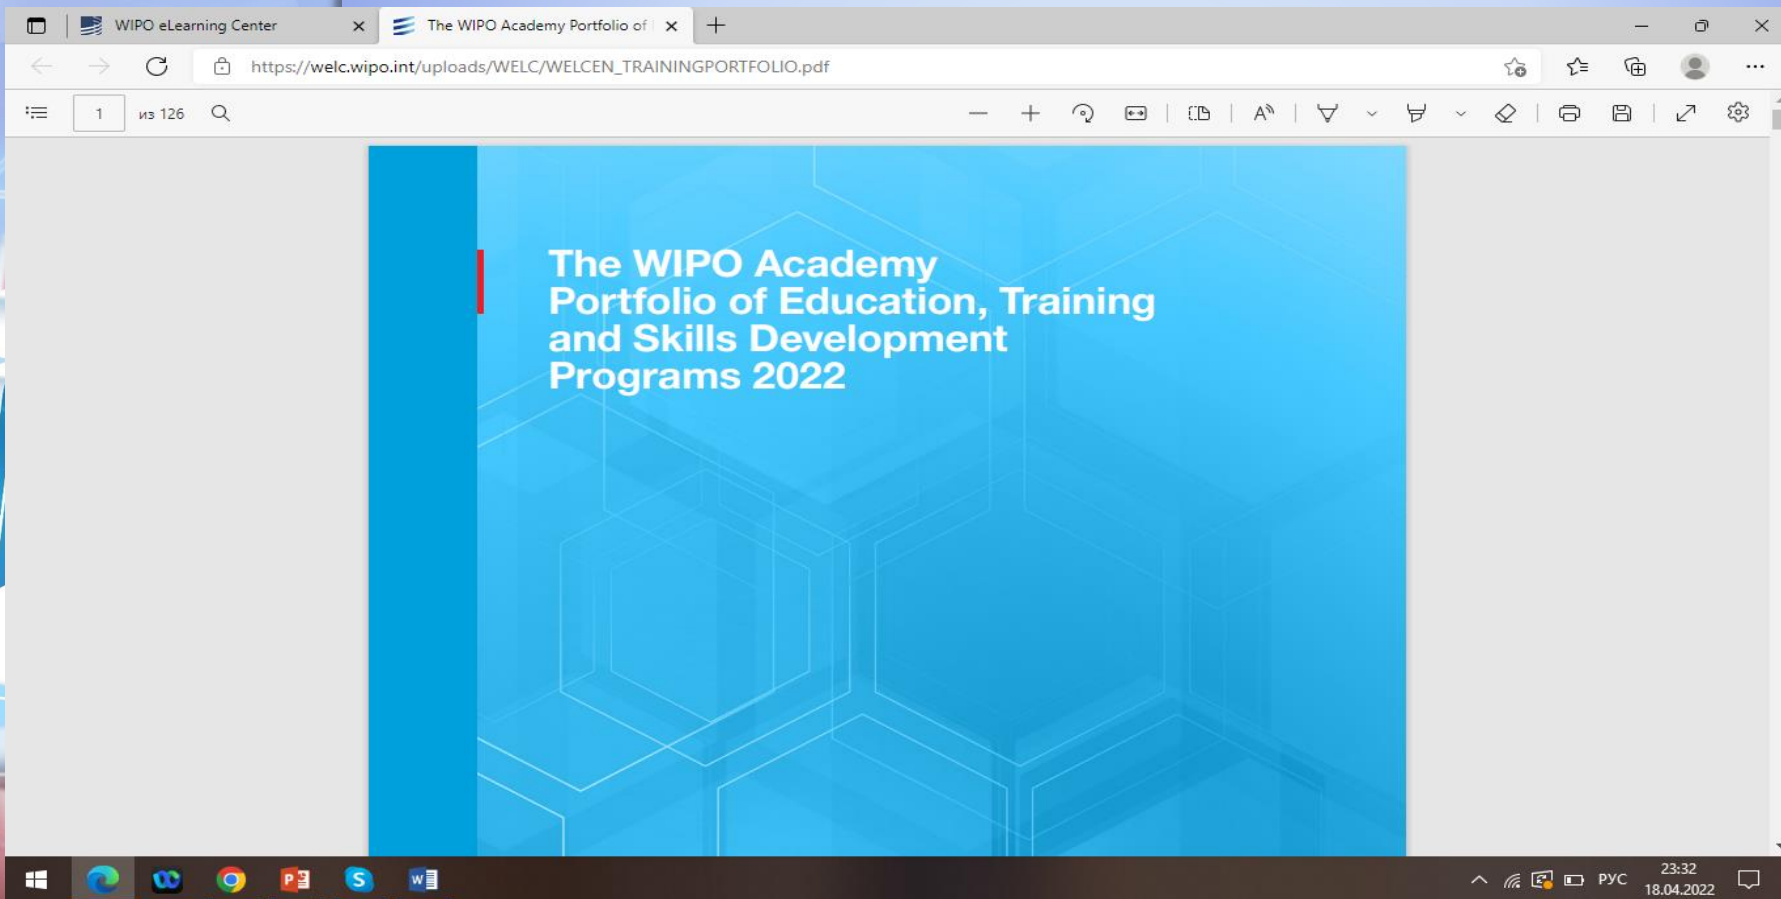 WIPO eLearning Center
The WIPO Academy Portfolio of
https://welc.wipo.int/uploads/WELC/WELCEN_TRAININGPORTFOLIO.pdf
1 из 126
The WIPO Academy
Portfolio of Education, Training
and Skills Development
Programs 2022
РУС
23:32
18.04.2022